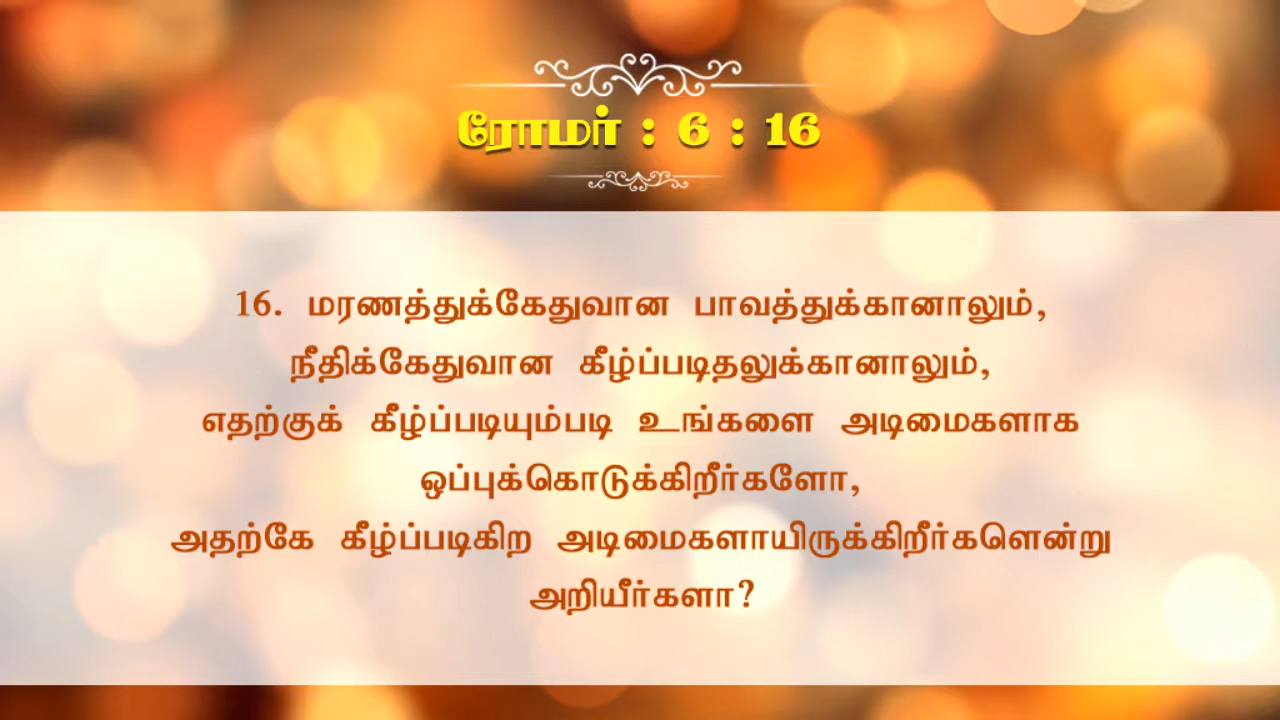 ரோமர் : 6 : 16
16. மரணத்துக்கேதுவான பாவத்துக்கானாலும்,
நீதிக்கேதுவான கீழ்ப்படிதலுக்கானாலும்,
எதற்குக் கீழ்ப்படியும்படி உங்களை அடிமைகளாக
ஒப்புக்கொடுக்கிறீர்களோ,
அதற்கே கீழ்ப்படிகிற அடிமைகளாயிருக்கிறீர்களென்று
அறியீர்களா?